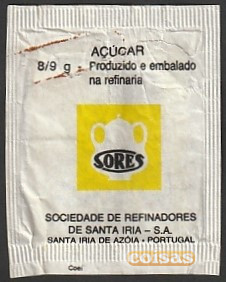 AÇÚCAR
8/9 g - Produzido e embalado
na refinaria
SORES
SOCIEDADE DE REFINADORES
DE SANTA IRIA - S.A.
SANTA IRIA DE AZÓIA • PORTUGAL
coisas